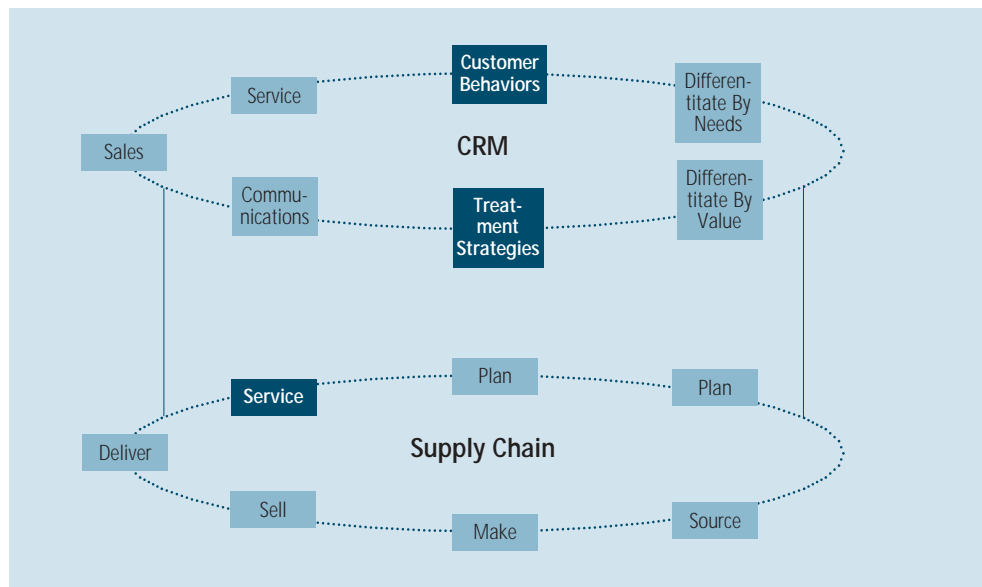 Customer
Behaviors
Differen-
titate By
Needs
Service
Sales
CRM
Differen-
titate By
Value
Commu-
nications
Treat-
ment
Strategies
Plan
Plan
Service
Deliver
Supply Chain
Sell
Make
Source